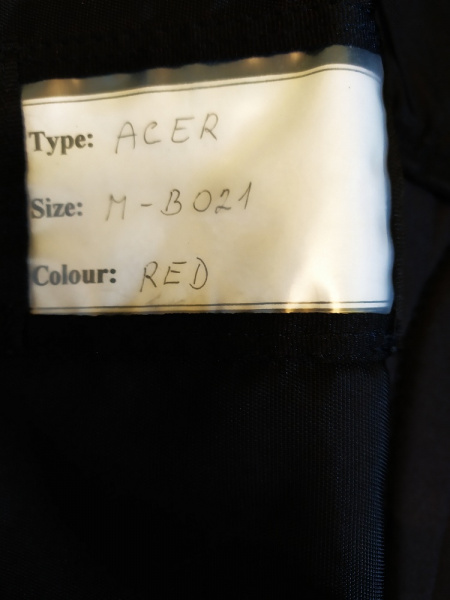 Type: ACER
Size: M-B021
Colour: RED